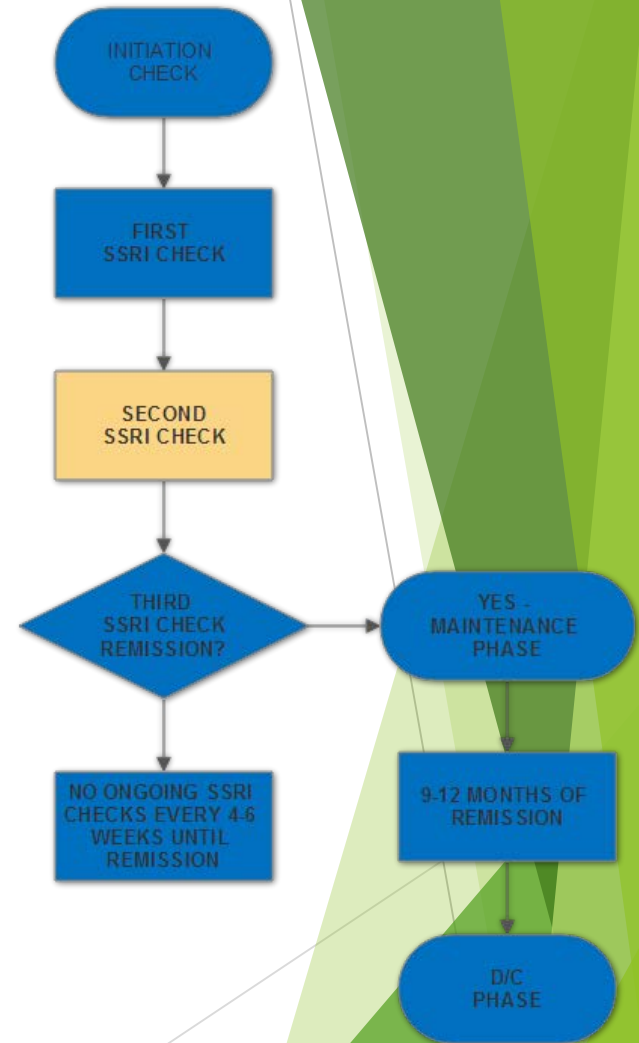 INITIATION
CHECK
FIRST
SSRI CHECK
SECOND
SSRI CHECK
THIRD
SSRI CHECK
REMISSION?
YES -
MAINTENANCE
PHASE
NO ONGOING SSRI
CHECKS EVERY 4-6
WEEKS UNTIL
REMISSION
9-12 MONTHS OF
REMISSION
D/C
PHASE